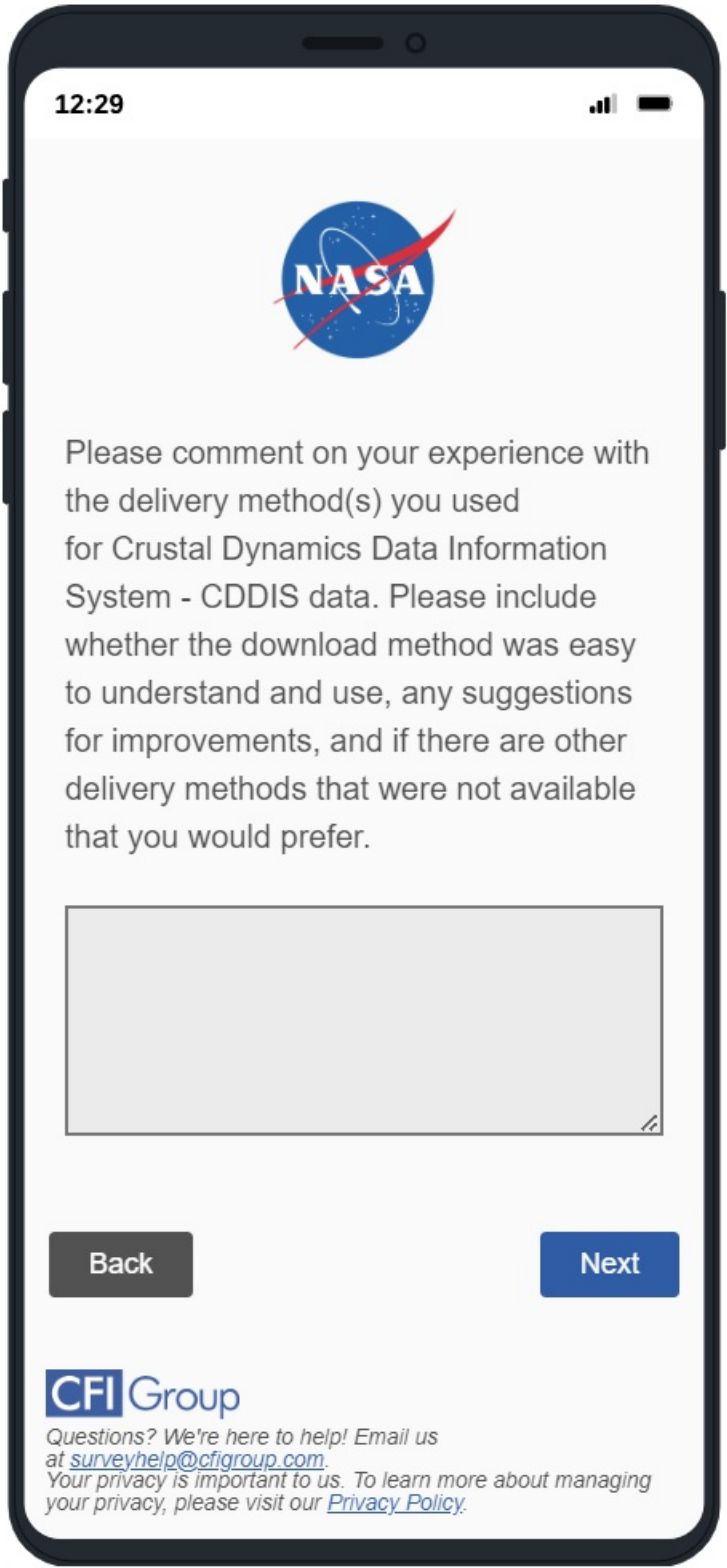 12:29
NASA
Please comment on your experience with
the delivery method(s) you used
for Crustal Dynamics Data Information
System - CDDIS data. Please include
whether the download method was easy
to understand and use, any suggestions
for improvements, and if there are other
delivery methods that were not available
that you would prefer.
Back
Next
CFI Group
Questions? We're here to help! Email us
at surveyhelp@cfigroup.com.
Your privacy is important to us. To learn more about managing
your privacy, please visit our Privacy Policy.